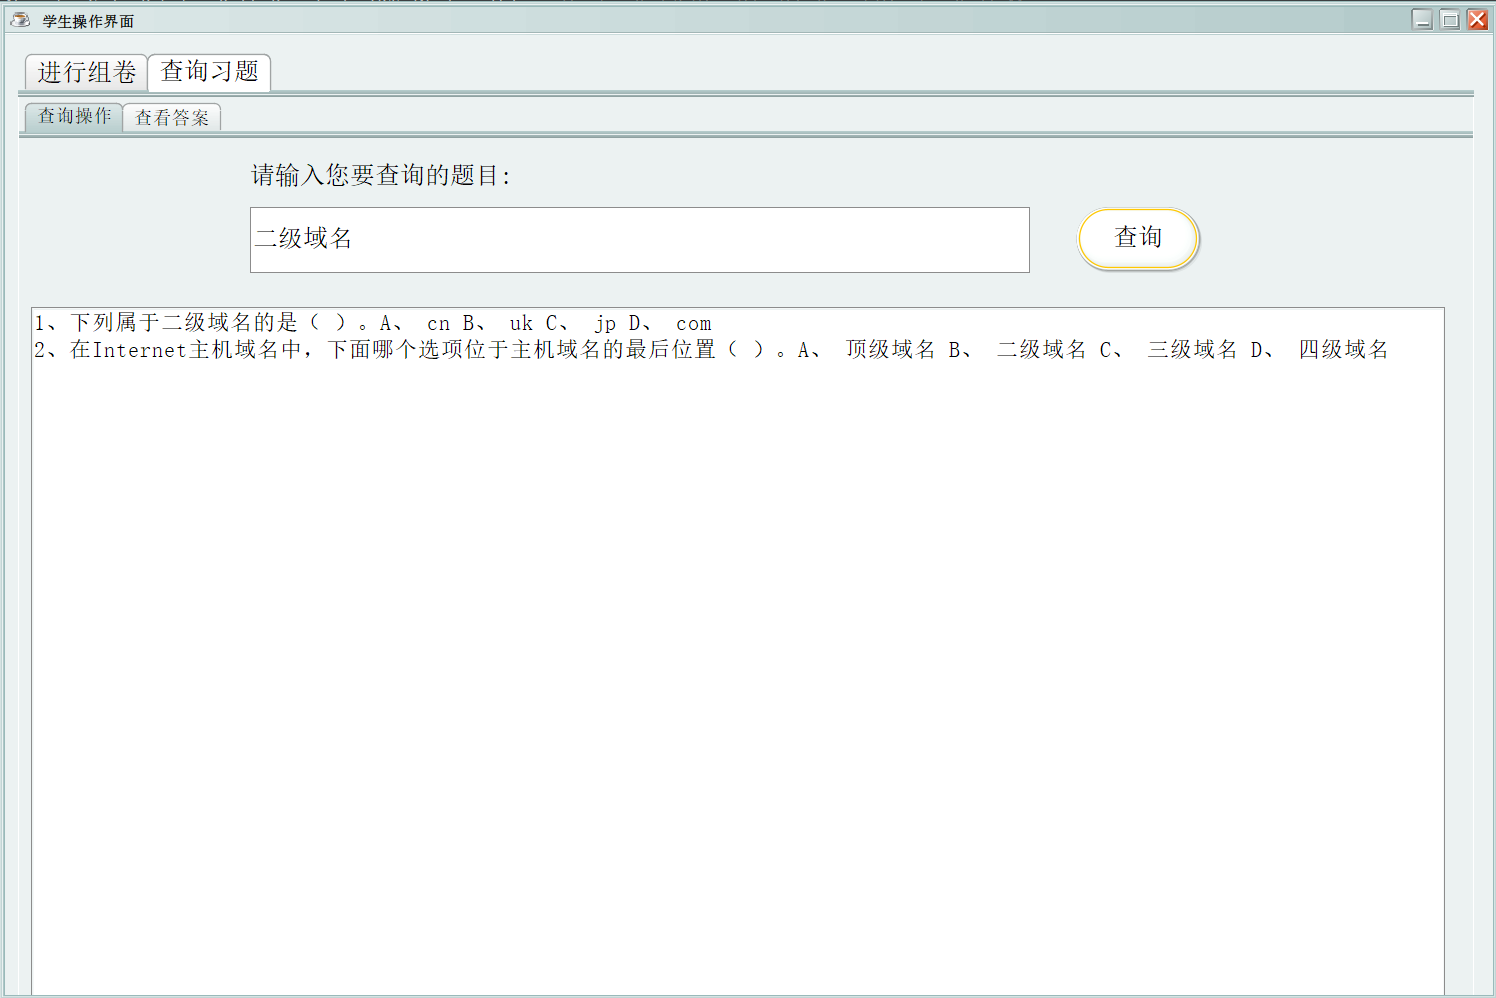 学生操作界面
进行组卷 查询习题
查询操作 查看答案
请输入您要查询的题目:
二级域名 查询
1、下列属于二级域名的是（ ）。A、 cn B、 uk C、 jp D、 com
2、在Internet主机域名中，下面哪个选项位于主机域名的最后位置（ ）。A、 顶级域名 B、 二级域名 C、 三级域名 D、 四级域名